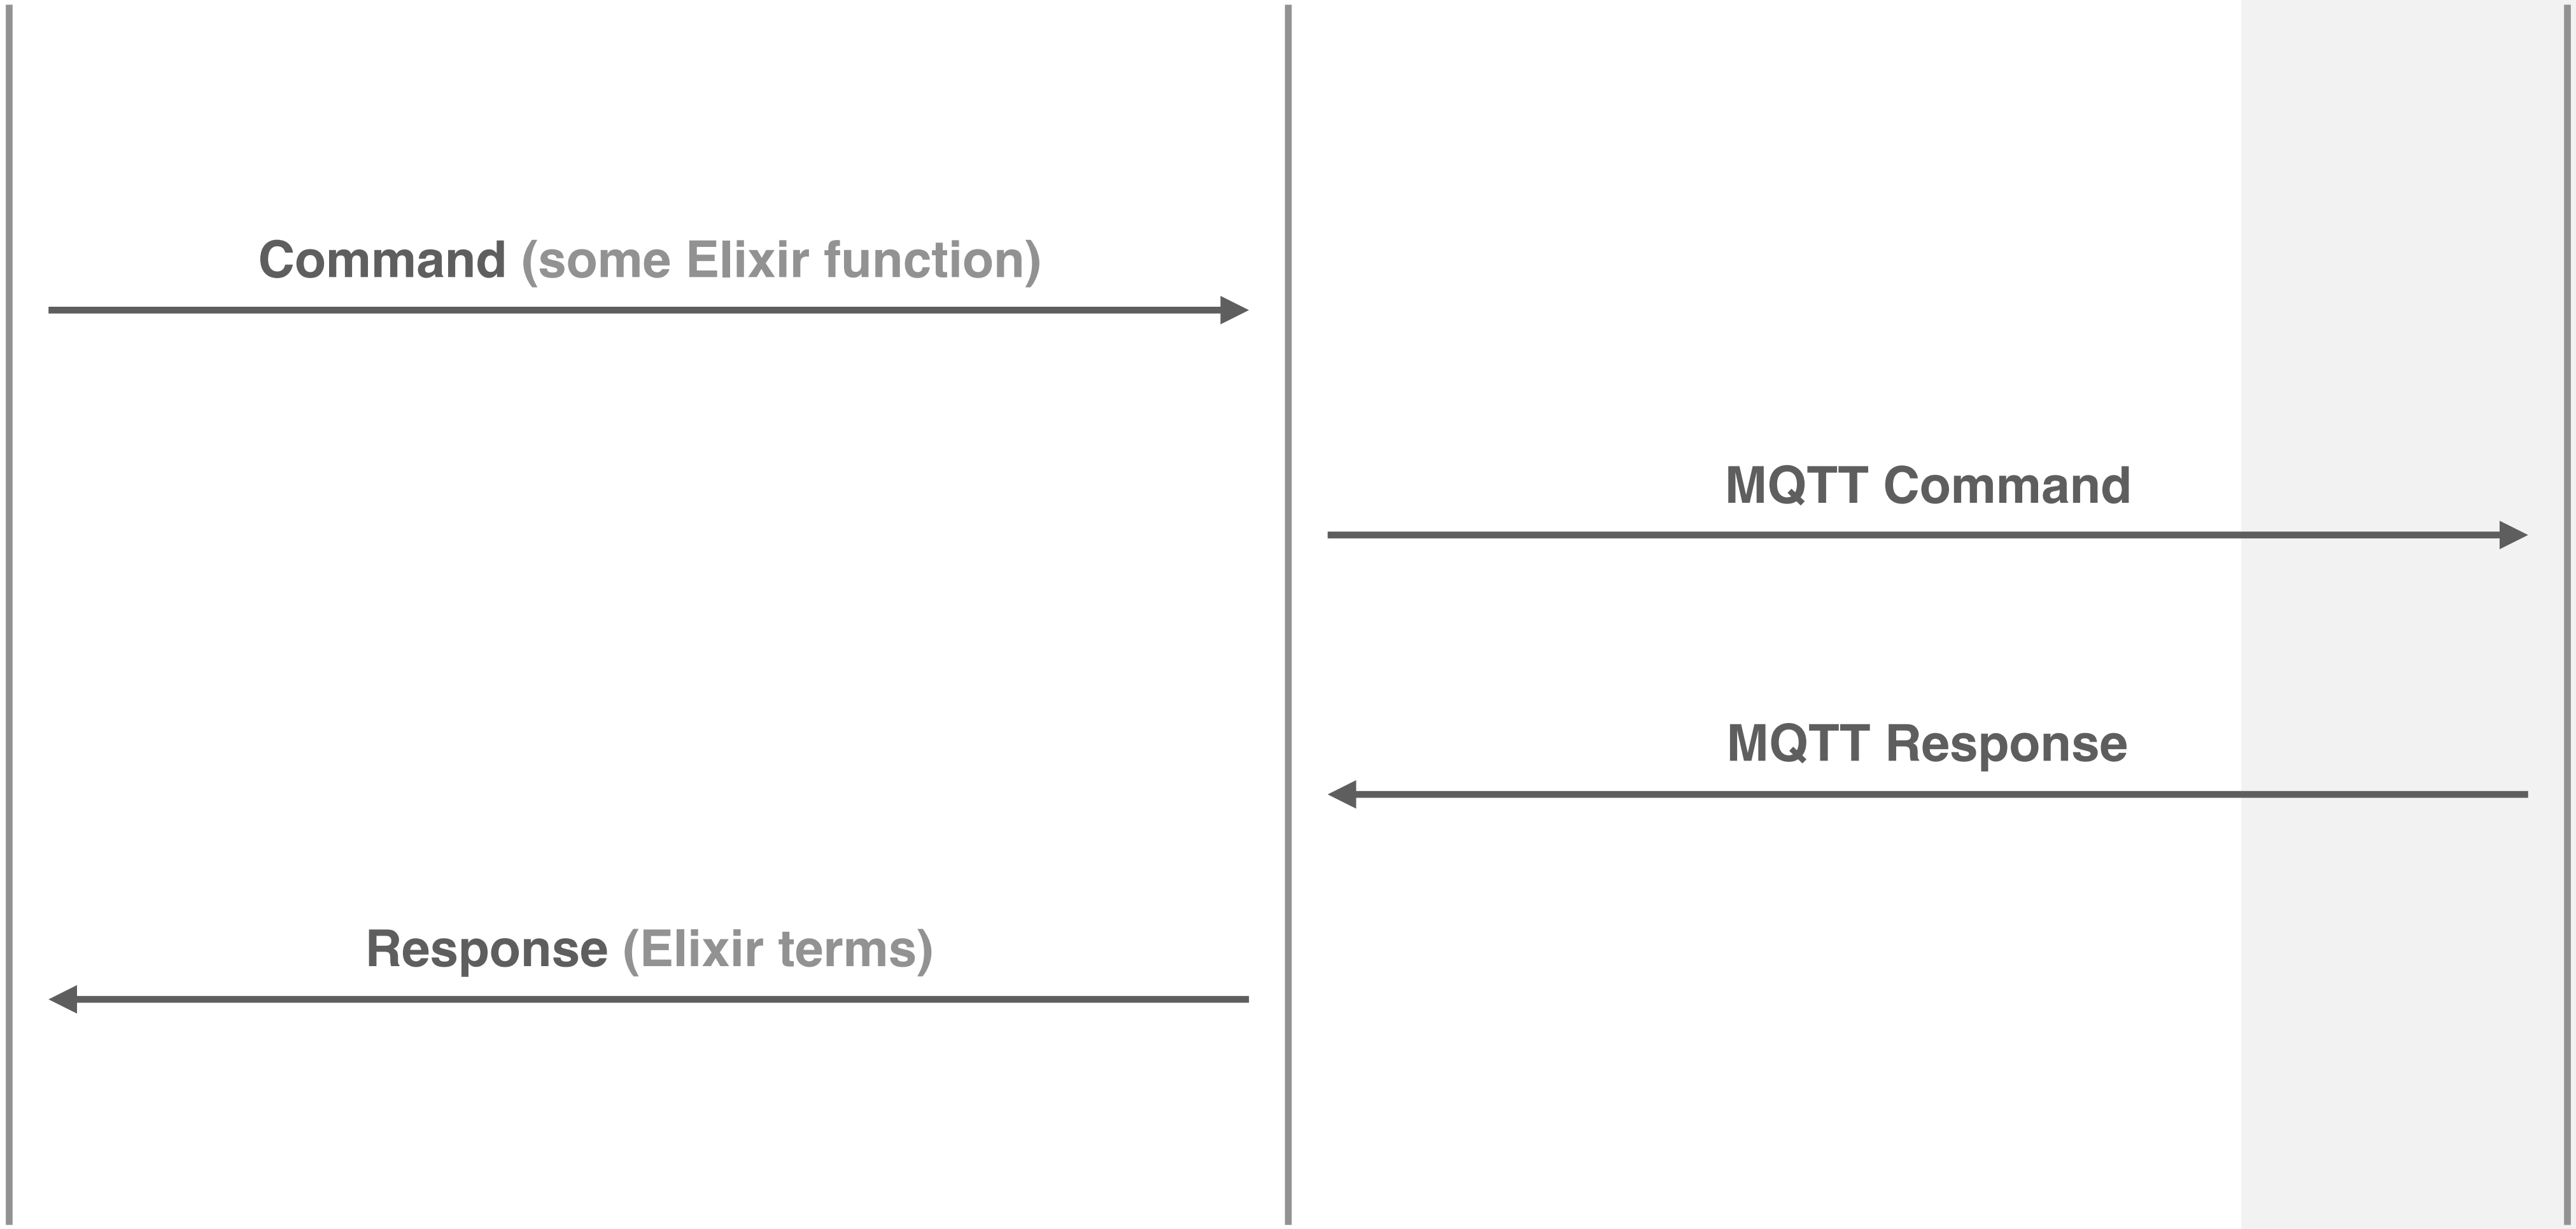 Command (some Elixir function)
MQTT Command
MQTT Response
Response (Elixir terms)